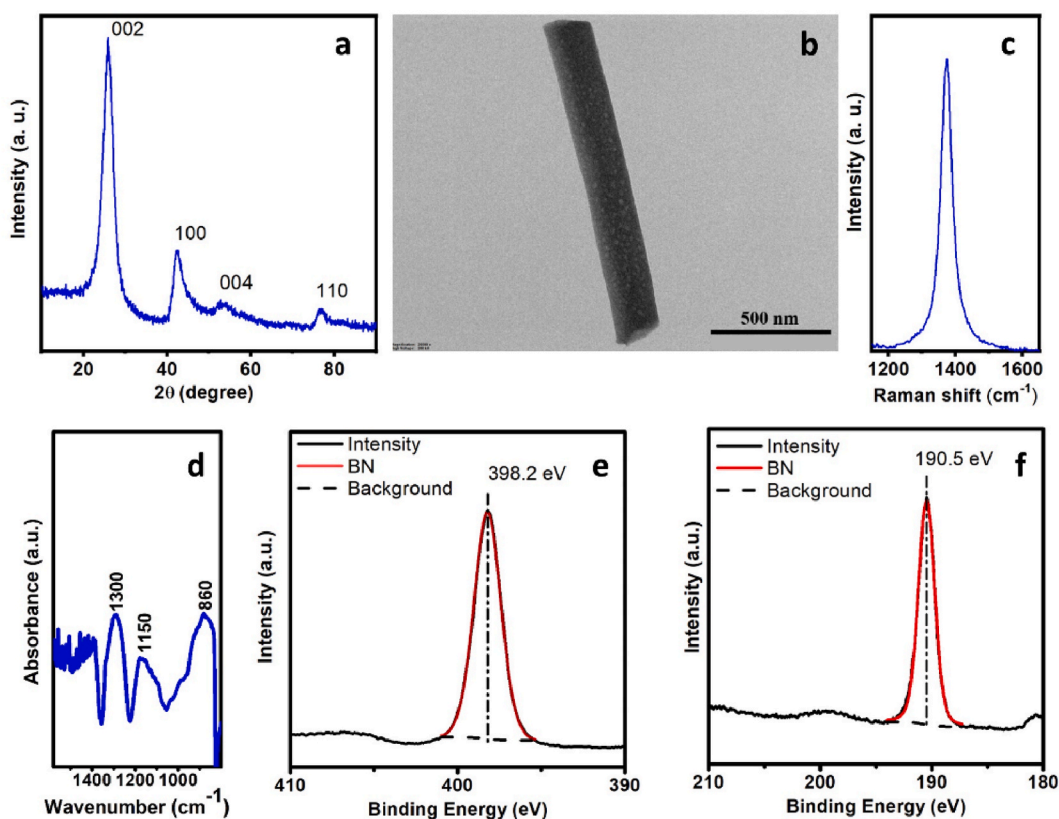 002
a
100
004
110
Intensity (a. u.)
20 40 60 80
2θ (degree)
b
500 nm
c
Intensity (a. u.)
1200 1400 1600
Raman shift (cm⁻¹)
d
1300
1150
860
Absorbance (a.u.)
1400 1200 1000
Wavenumber (cm⁻¹)
Intensity
BN
Background
398.2 eV
e
Intensity (a.u.)
410 400 390
Binding Energy (eV)
Intensity
BN
Background
190.5 eV
f
Intensity (a.u.)
210 200 190 180
Binding Energy (eV)